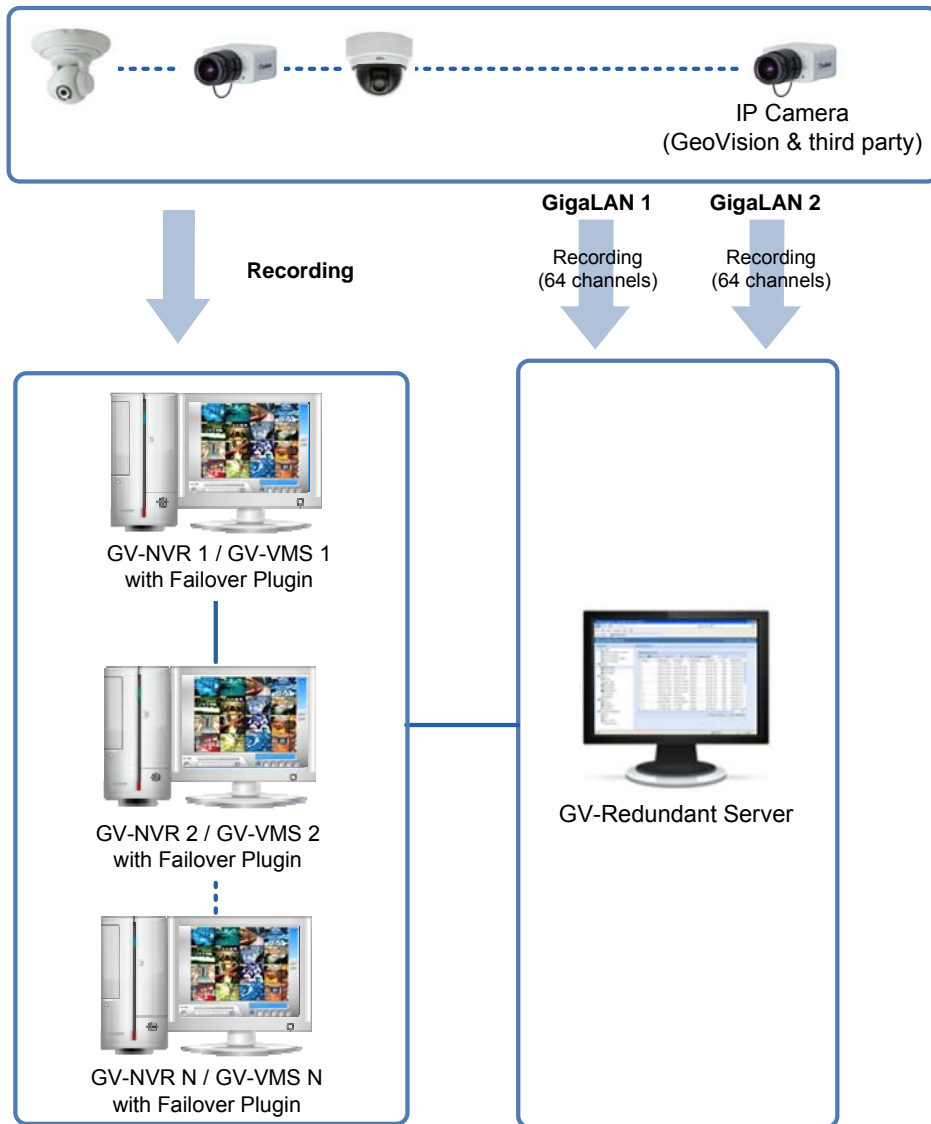 IP Camera
(GeoVision & third party)
GigaLAN 1
GigaLAN 2
Recording
Recording
(64 channels)
Recording
(64 channels)
GV-NVR 1 / GV-VMS 1
with Failover Plugin
GV-NVR 2 / GV-VMS 2
with Failover Plugin
GV-Redundant Server
GV-NVR N / GV-VMS N
with Failover Plugin